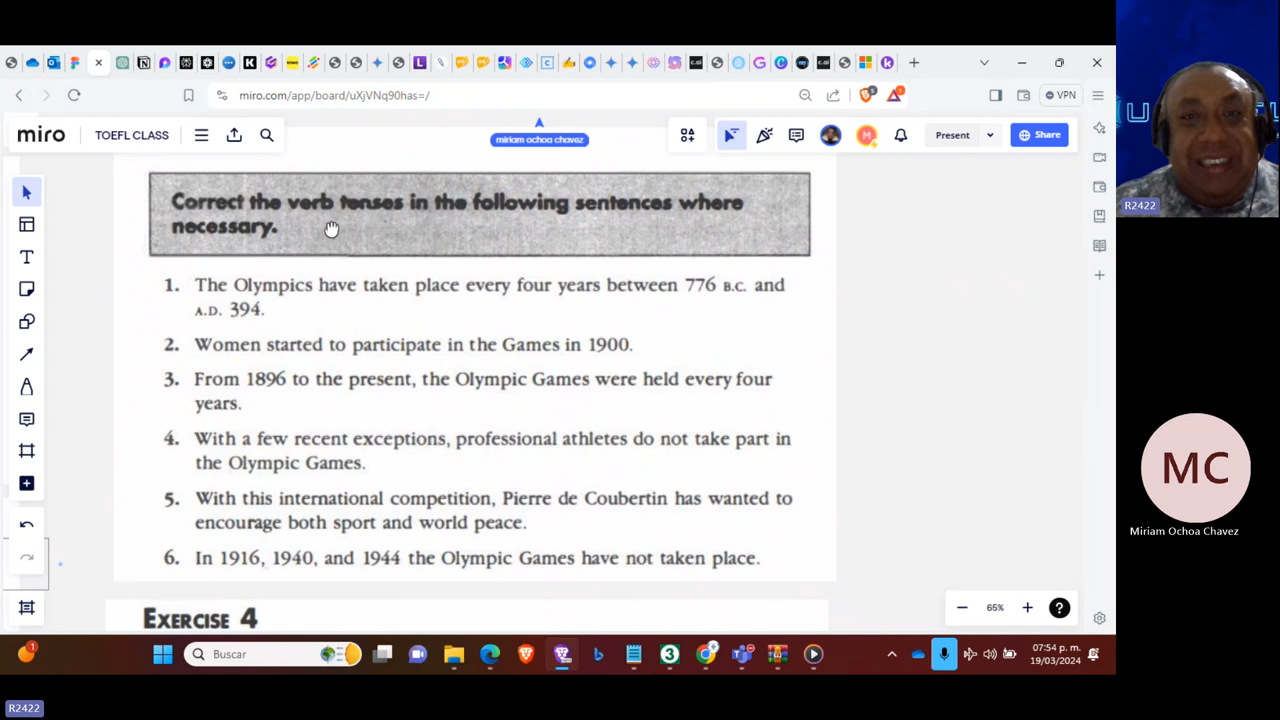 miro.com/app/board/uXjVNq90has=/
VPN
miro
TOEFL CLASS
miriam ochoa chavez
M
Present
Share
R2422
Correct the verb tenses in the following sentences where
necessary.
1. The Olympics have taken place every four years between 776 B.C. and
A.D. 394.
2. Women started to participate in the Games in 1900.
3. From 1896 to the present, the Olympic Games were held every four
years.
4. With a few recent exceptions, professional athletes do not take part in
the Olympic Games.
5. With this international competition, Pierre de Coubertin has wanted to
encourage both sport and world peace.
6. In 1916, 1940, and 1944 the Olympic Games have not taken place.
MC
Miriam Ochoa Chavez
EXERCISE 4
65%
1
Buscar
07:54 p. m.
19/03/2024
R2422